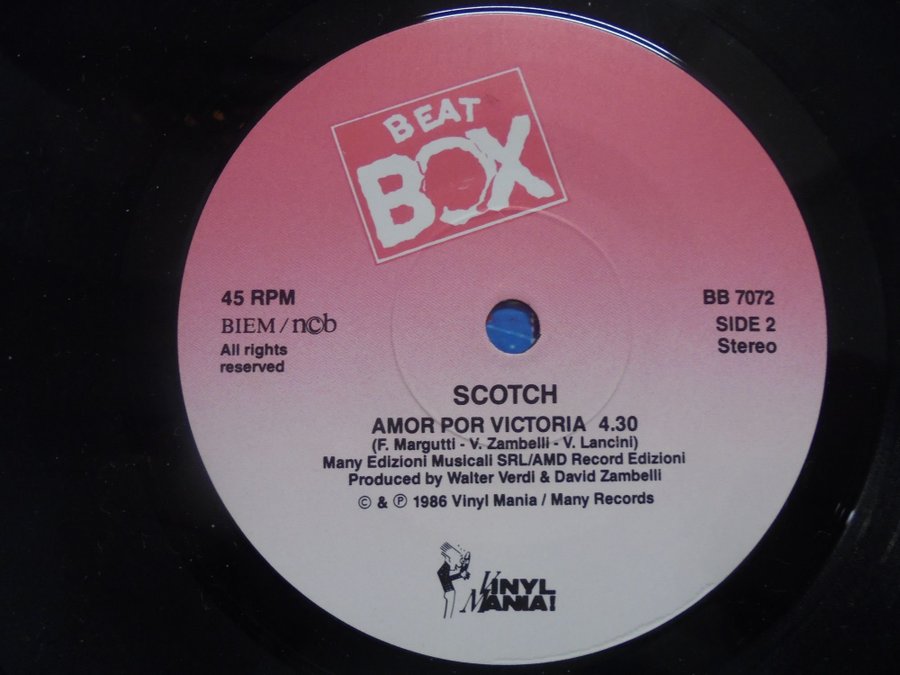 BEAT
BOX
45 RPM
BIEM / ncb
All rights
reserved
BB 7072
SIDE 2
Stereo
SCOTCH
AMOR POR VICTORIA 4.30
(F. Margutti - V. Zambelli - V. Lancini)
Many Edizioni Musicali SRL/AMD Record Edizioni
Produced by Walter Verdi & David Zambelli
© & ℗ 1986 Vinyl Mania / Many Records
VINYL
MANIA!